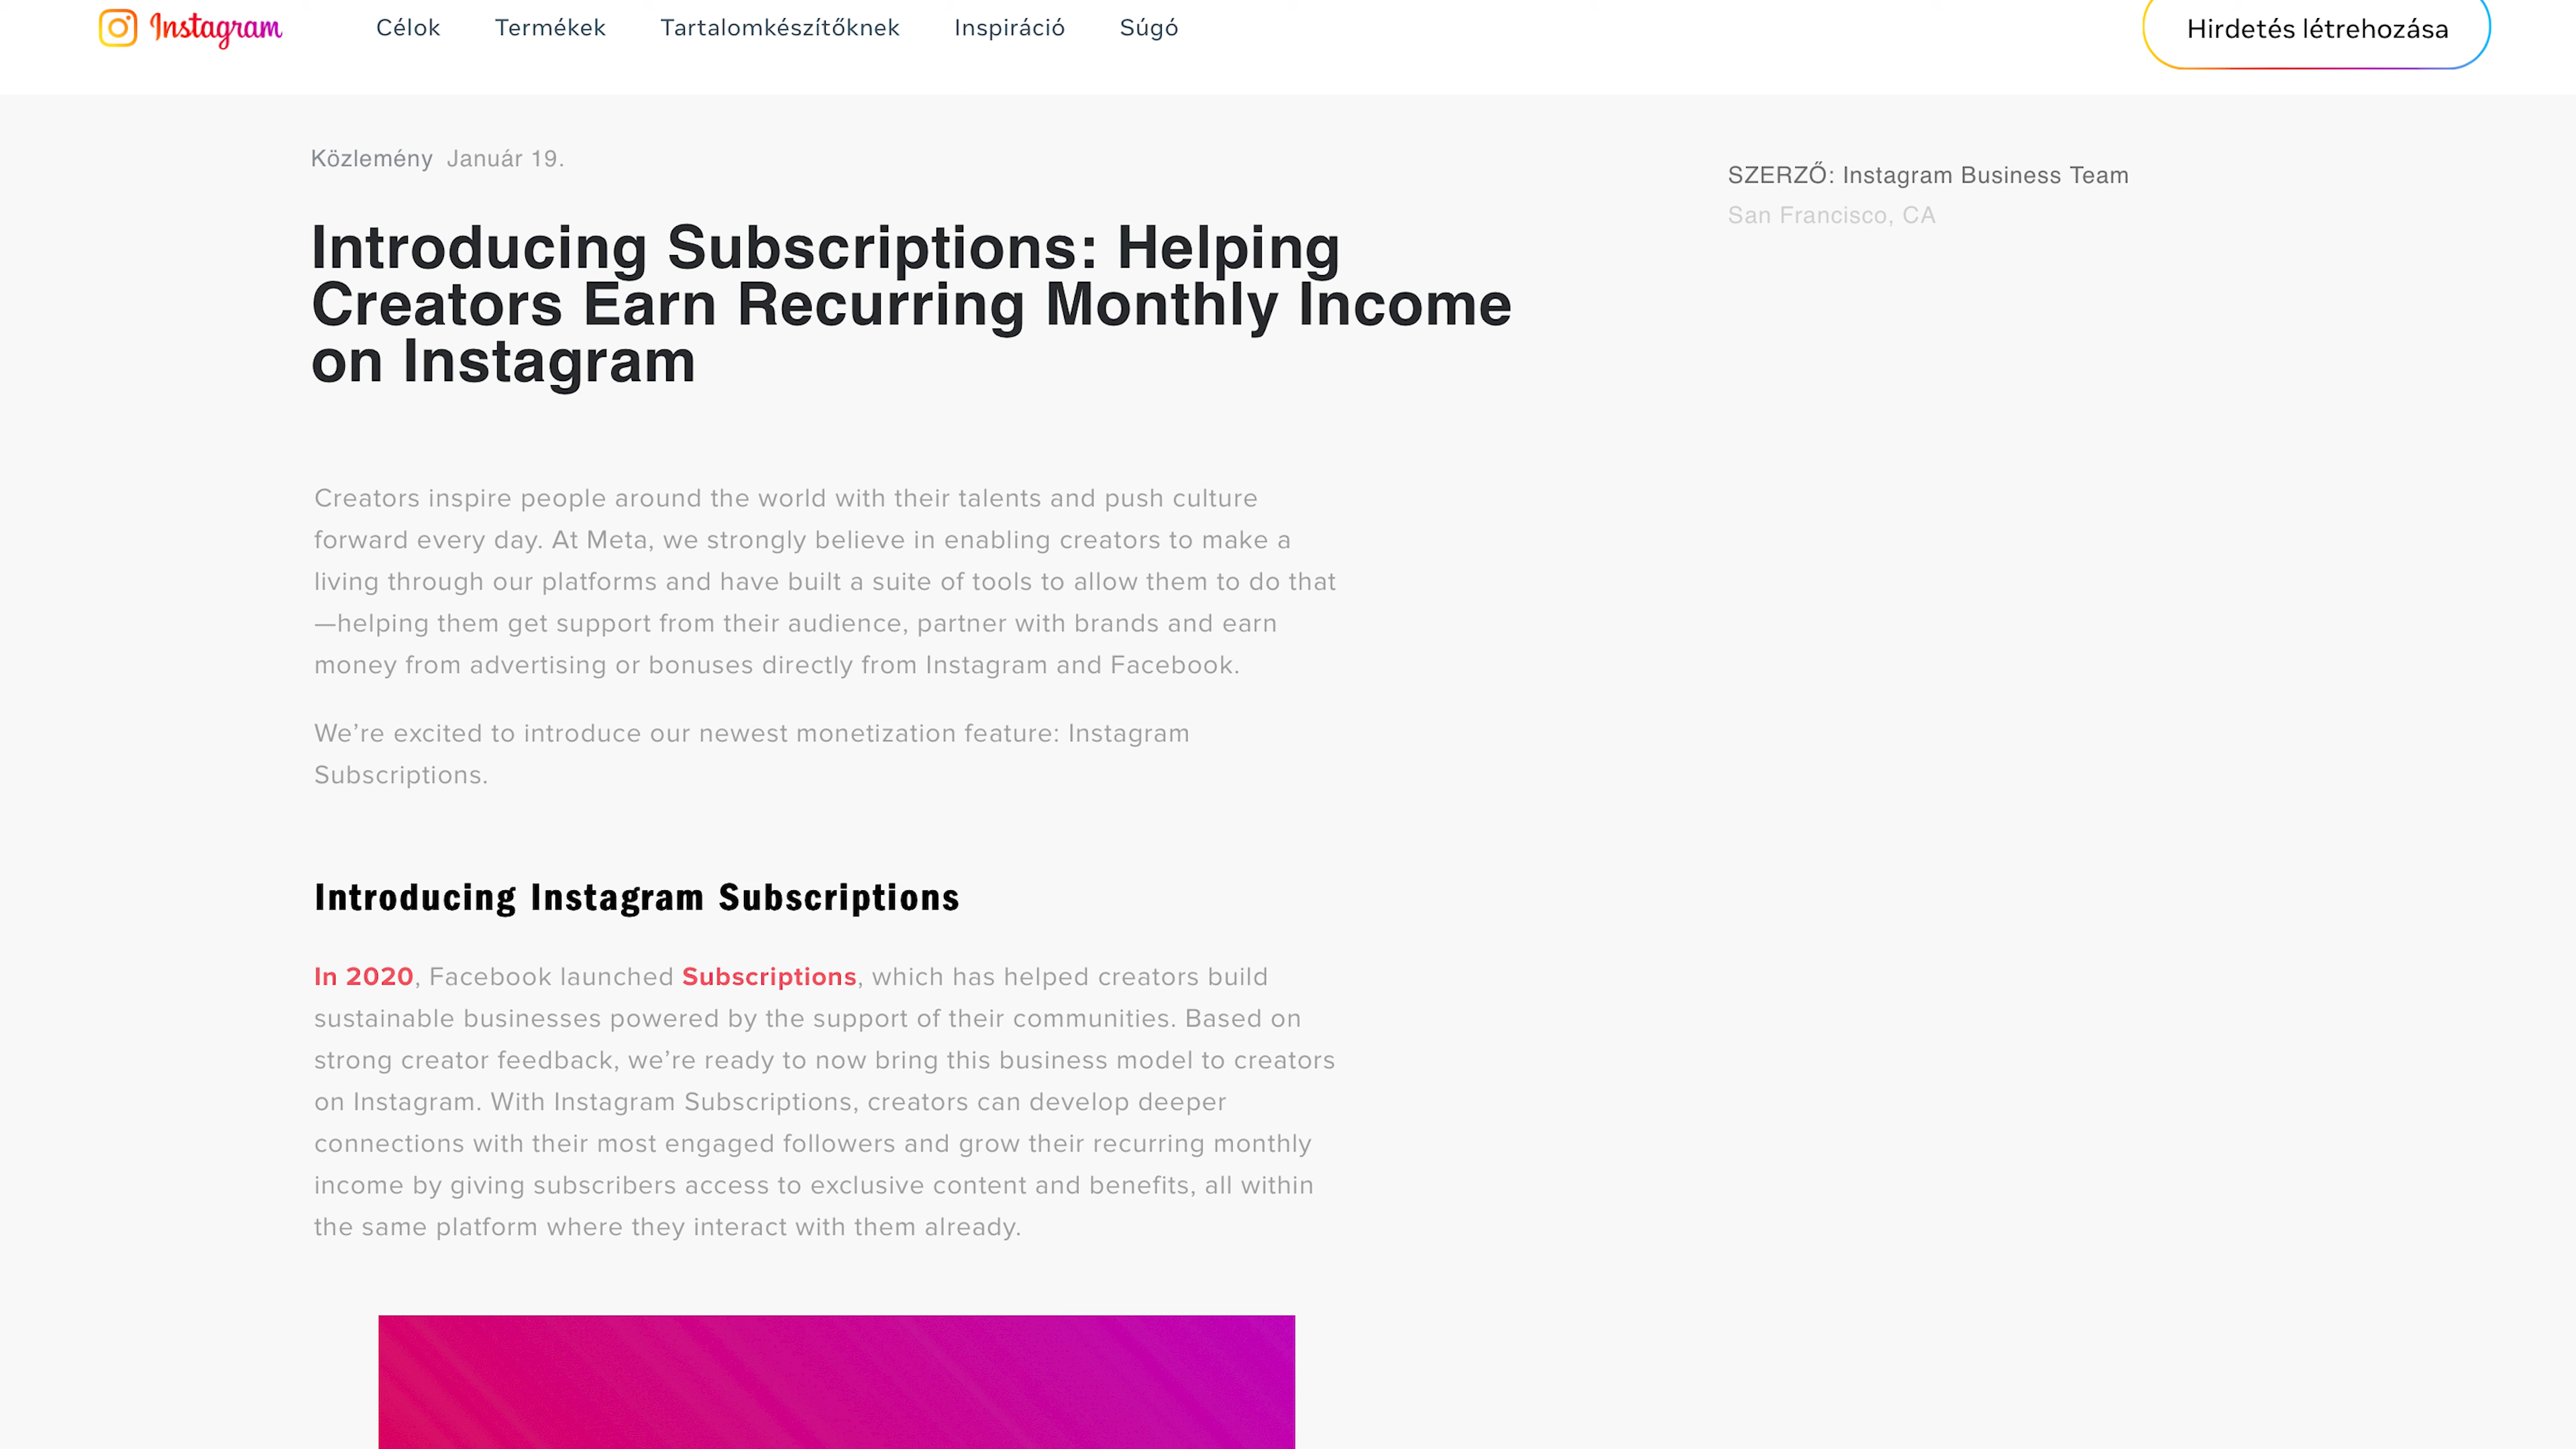 Instagram Célok Termékek Tartalomkészítőknek Inspiráció Súgó Hirdetés létrehozása
Közlemény Január 19.
SZERZŐ: Instagram Business Team
San Francisco, CA
Introducing Subscriptions: Helping
Creators Earn Recurring Monthly Income
on Instagram
Creators inspire people around the world with their talents and push culture
forward every day. At Meta, we strongly believe in enabling creators to make a
living through our platforms and have built a suite of tools to allow them to do that
—helping them get support from their audience, partner with brands and earn
money from advertising or bonuses directly from Instagram and Facebook.
We’re excited to introduce our newest monetization feature: Instagram
Subscriptions.
Introducing Instagram Subscriptions
In 2020, Facebook launched Subscriptions, which has helped creators build
sustainable businesses powered by the support of their communities. Based on
strong creator feedback, we’re ready to now bring this business model to creators
on Instagram. With Instagram Subscriptions, creators can develop deeper
connections with their most engaged followers and grow their recurring monthly
income by giving subscribers access to exclusive content and benefits, all within
the same platform where they interact with them already.